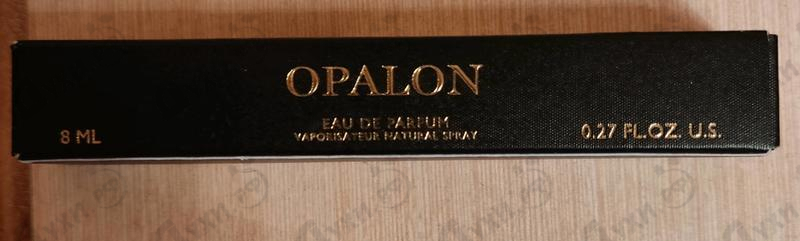 OPALON
EAU DE PARFUM
VAPORISATEUR NATURAL SPRAY
8 ML
0.27 FL.OZ. U.S.